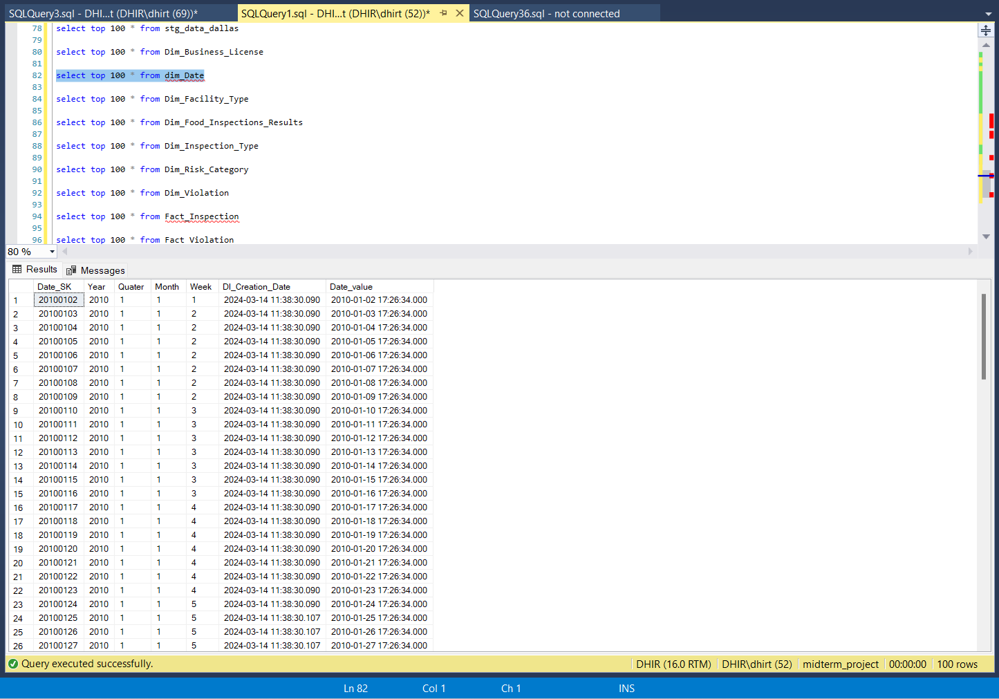 SQLQuery3.sql - DHI...t (DHIR\dhirt (69))* SQLQuery1.sql - DHI...t (DHIR\dhirt (52))* SQLQuery36.sql - not connected
78 select top 100 * from stg_data_dallas
79
80 select top 100 * from Dim_Business_License
81
82 select top 100 * from dim_Date
83
84 select top 100 * from Dim_Facility_Type
85
86 select top 100 * from Dim_Food_Inspections_Results
87
88 select top 100 * from Dim_Inspection_Type
89
90 select top 100 * from Dim_Risk_Category
91
92 select top 100 * from Dim_Violation
93
94 select top 100 * from Fact_Inspection
95
96 select top 100 * from Fact_Violation
80 %
Results Messages
Date_SK Year Quater Month Week DI_Creation_Date Date_value
1 20100102 2010 1 1 1 2024-03-14 11:38:30.090 2010-01-02 17:26:34.000
2 20100103 2010 1 1 2 2024-03-14 11:38:30.090 2010-01-03 17:26:34.000
3 20100104 2010 1 1 2 2024-03-14 11:38:30.090 2010-01-04 17:26:34.000
4 20100105 2010 1 1 2 2024-03-14 11:38:30.090 2010-01-05 17:26:34.000
5 20100106 2010 1 1 2 2024-03-14 11:38:30.090 2010-01-06 17:26:34.000
6 20100107 2010 1 1 2 2024-03-14 11:38:30.090 2010-01-07 17:26:34.000
7 20100108 2010 1 1 2 2024-03-14 11:38:30.090 2010-01-08 17:26:34.000
8 20100109 2010 1 1 2 2024-03-14 11:38:30.090 2010-01-09 17:26:34.000
9 20100110 2010 1 1 3 2024-03-14 11:38:30.090 2010-01-10 17:26:34.000
10 20100111 2010 1 1 3 2024-03-14 11:38:30.090 2010-01-11 17:26:34.000
11 20100112 2010 1 1 3 2024-03-14 11:38:30.090 2010-01-12 17:26:34.000
12 20100113 2010 1 1 3 2024-03-14 11:38:30.090 2010-01-13 17:26:34.000
13 20100114 2010 1 1 3 2024-03-14 11:38:30.090 2010-01-14 17:26:34.000
14 20100115 2010 1 1 3 2024-03-14 11:38:30.090 2010-01-15 17:26:34.000
15 20100116 2010 1 1 3 2024-03-14 11:38:30.090 2010-01-16 17:26:34.000
16 20100117 2010 1 1 4 2024-03-14 11:38:30.090 2010-01-17 17:26:34.000
17 20100118 2010 1 1 4 2024-03-14 11:38:30.090 2010-01-18 17:26:34.000
18 20100119 2010 1 1 4 2024-03-14 11:38:30.090 2010-01-19 17:26:34.000
19 20100120 2010 1 1 4 2024-03-14 11:38:30.090 2010-01-20 17:26:34.000
20 20100121 2010 1 1 4 2024-03-14 11:38:30.090 2010-01-21 17:26:34.000
21 20100122 2010 1 1 4 2024-03-14 11:38:30.090 2010-01-22 17:26:34.000
22 20100123 2010 1 1 4 2024-03-14 11:38:30.090 2010-01-23 17:26:34.000
23 20100124 2010 1 1 5 2024-03-14 11:38:30.090 2010-01-24 17:26:34.000
24 20100125 2010 1 1 5 2024-03-14 11:38:30.107 2010-01-25 17:26:34.000
25 20100126 2010 1 1 5 2024-03-14 11:38:30.107 2010-01-26 17:26:34.000
26 20100127 2010 1 1 5 2024-03-14 11:38:30.107 2010-01-27 17:26:34.000
Query executed successfully. DHIR (16.0 RTM) DHIR\dhirt (52) midterm_project 00:00:00 100 rows
Ln 82 Col 1 Ch 1 INS